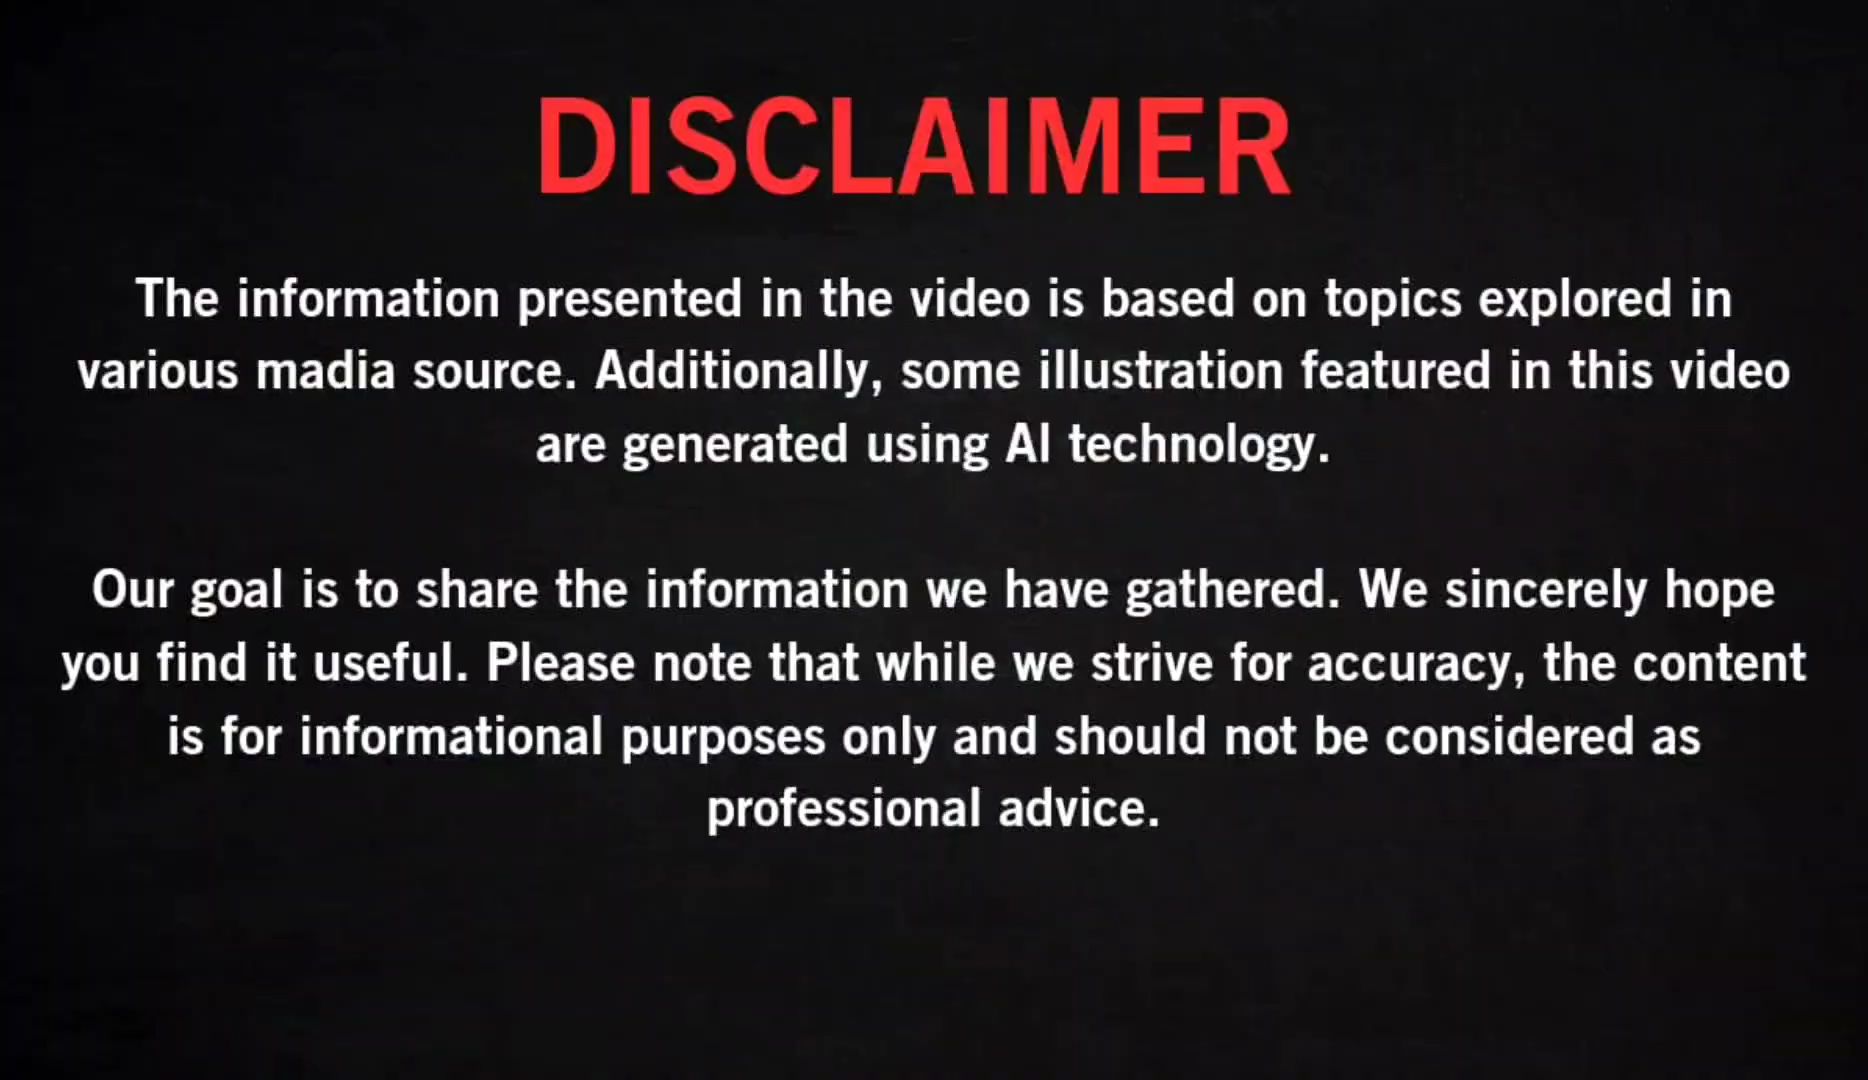 DISCLAIMER
The information presented in the video is based on topics explored in
various madia source. Additionally, some illustration featured in this video
are generated using AI technology.
Our goal is to share the information we have gathered. We sincerely hope
you find it useful. Please note that while we strive for accuracy, the content
is for informational purposes only and should not be considered as
professional advice.